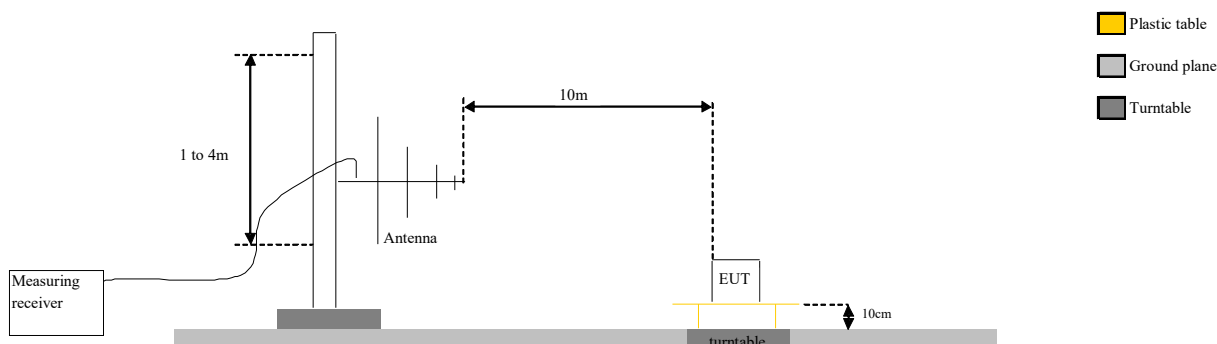 Plastic table
10m
Ground plane
Turntable
1 to 4m
Antenna
Measuring
receiver
EUT
10cm
turntable